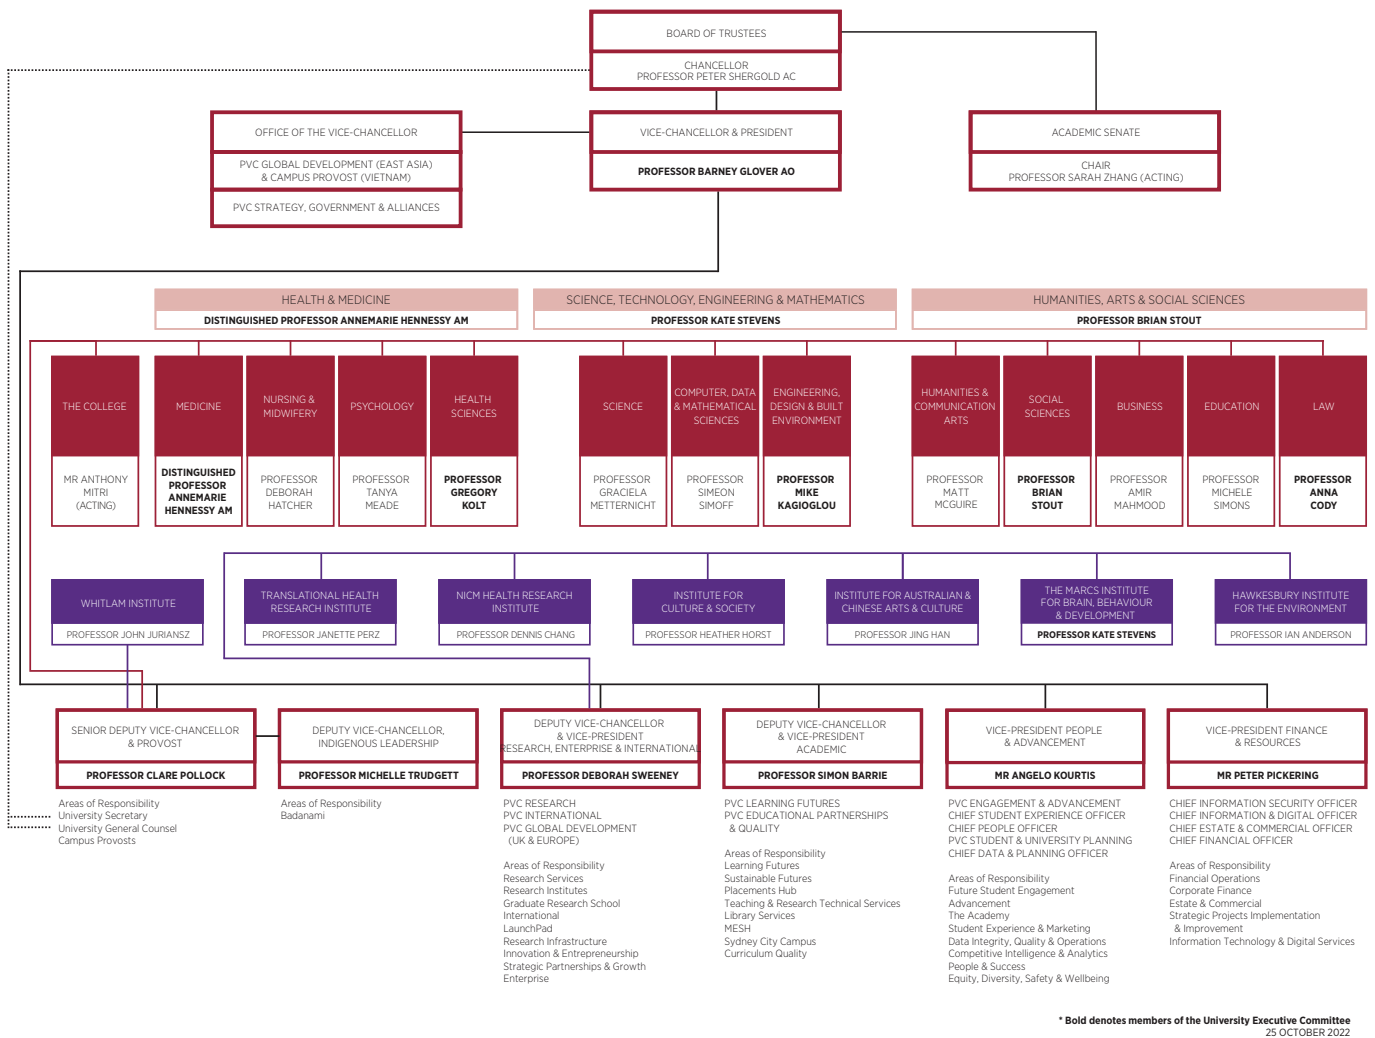 BOARD OF TRUSTEES
CHANCELLOR
PROFESSOR PETER SHERGOLD AC
OFFICE OF THE VICE-CHANCELLOR
PVC GLOBAL DEVELOPMENT (EAST ASIA)
& CAMPUS PROVOST (VIETNAM)
PVC STRATEGY, GOVERNMENT & ALLIANCES
VICE-CHANCELLOR & PRESIDENT
PROFESSOR BARNEY GLOVER AO
ACADEMIC SENATE
CHAIR
PROFESSOR SARAH ZHANG (ACTING)
HEALTH & MEDICINE
DISTINGUISHED PROFESSOR ANNEMARIE HENNESSY AM
SCIENCE, TECHNOLOGY, ENGINEERING & MATHEMATICS
PROFESSOR KATE STEVENS
HUMANITIES, ARTS & SOCIAL SCIENCES
PROFESSOR BRIAN STOUT
THE COLLEGE
MR ANTHONY
MITRI
(ACTING)
MEDICINE
DISTINGUISHED
PROFESSOR
ANNEMARIE
HENNESSY AM
NURSING &
MIDWIFERY
PROFESSOR
DEBORAH
HATCHER
PSYCHOLOGY
PROFESSOR
TANYA
MEADE
HEALTH
SCIENCES
PROFESSOR
GREGORY
KOLT
SCIENCE
PROFESSOR
GRACIELA
METTERNICHT
COMPUTER, DATA
& MATHEMATICAL
SCIENCES
PROFESSOR
SIMEON
SIMOFF
ENGINEERING,
DESIGN & BUILT
ENVIRONMENT
PROFESSOR
MIKE
KAGIOGLOU
HUMANITIES &
COMMUNICATION
ARTS
PROFESSOR
MATT
MCGUIRE
SOCIAL
SCIENCES
PROFESSOR
BRIAN
STOUT
BUSINESS
PROFESSOR
AMIR
MAHMOOD
EDUCATION
PROFESSOR
MICHELE
SIMONS
LAW
PROFESSOR
ANNA
CODY
WHITLAM INSTITUTE
PROFESSOR JOHN JURIANSZ
TRANSLATIONAL HEALTH
RESEARCH INSTITUTE
PROFESSOR JANETTE PERZ
NICM HEALTH RESEARCH
INSTITUTE
PROFESSOR DENNIS CHANG
INSTITUTE FOR
CULTURE & SOCIETY
PROFESSOR HEATHER HORST
INSTITUTE FOR AUSTRALIAN &
CHINESE ARTS & CULTURE
PROFESSOR JING HAN
THE MARCS INSTITUTE
FOR BRAIN, BEHAVIOUR
& DEVELOPMENT
PROFESSOR KATE STEVENS
HAWKESBURY INSTITUTE
FOR THE ENVIRONMENT
PROFESSOR IAN ANDERSON
SENIOR DEPUTY VICE-CHANCELLOR
& PROVOST
PROFESSOR CLARE POLLOCK
Areas of Responsibility
University Secretary
University General Counsel
Campus Provosts
DEPUTY VICE-CHANCELLOR,
INDIGENOUS LEADERSHIP
PROFESSOR MICHELLE TRUDGETT
Areas of Responsibility
Badanami
DEPUTY VICE-CHANCELLOR
& VICE-PRESIDENT
RESEARCH, ENTERPRISE & INTERNATIONAL
PROFESSOR DEBORAH SWEENEY
PVC RESEARCH
PVC INTERNATIONAL
PVC GLOBAL DEVELOPMENT
(UK & EUROPE)
Areas of Responsibility
Research Services
Research Institutes
Graduate Research School
International
LaunchPad
Research Infrastructure
Innovation & Entrepreneurship
Strategic Partnerships & Growth
Enterprise
DEPUTY VICE-CHANCELLOR
& VICE-PRESIDENT
ACADEMIC
PROFESSOR SIMON BARRIE
PVC LEARNING FUTURES
PVC EDUCATIONAL PARTNERSHIPS
& QUALITY
Areas of Responsibility
Learning Futures
Sustainable Futures
Placements Hub
Teaching & Research Technical Services
Library Services
MESH
Sydney City Campus
Curriculum Quality
VICE-PRESIDENT PEOPLE
& ADVANCEMENT
MR ANGELO KOURTIS
PVC ENGAGEMENT & ADVANCEMENT
CHIEF STUDENT EXPERIENCE OFFICER
CHIEF PEOPLE OFFICER
PVC STUDENT & UNIVERSITY PLANNING
CHIEF DATA & PLANNING OFFICER
Areas of Responsibility
Future Student Engagement
Advancement
The Academy
Student Experience & Marketing
Data Integrity, Quality & Operations
Competitive Intelligence & Analytics
People & Success
Equity, Diversity, Safety & Wellbeing
VICE-PRESIDENT FINANCE
& RESOURCES
MR PETER PICKERING
CHIEF INFORMATION SECURITY OFFICER
CHIEF INFORMATION & DIGITAL OFFICER
CHIEF ESTATE & COMMERCIAL OFFICER
CHIEF FINANCIAL OFFICER
Areas of Responsibility
Financial Operations
Corporate Finance
Estate & Commercial
Strategic Projects Implementation
& Improvement
Information Technology & Digital Services
* Bold denotes members of the University Executive Committee
25 OCTOBER 2022